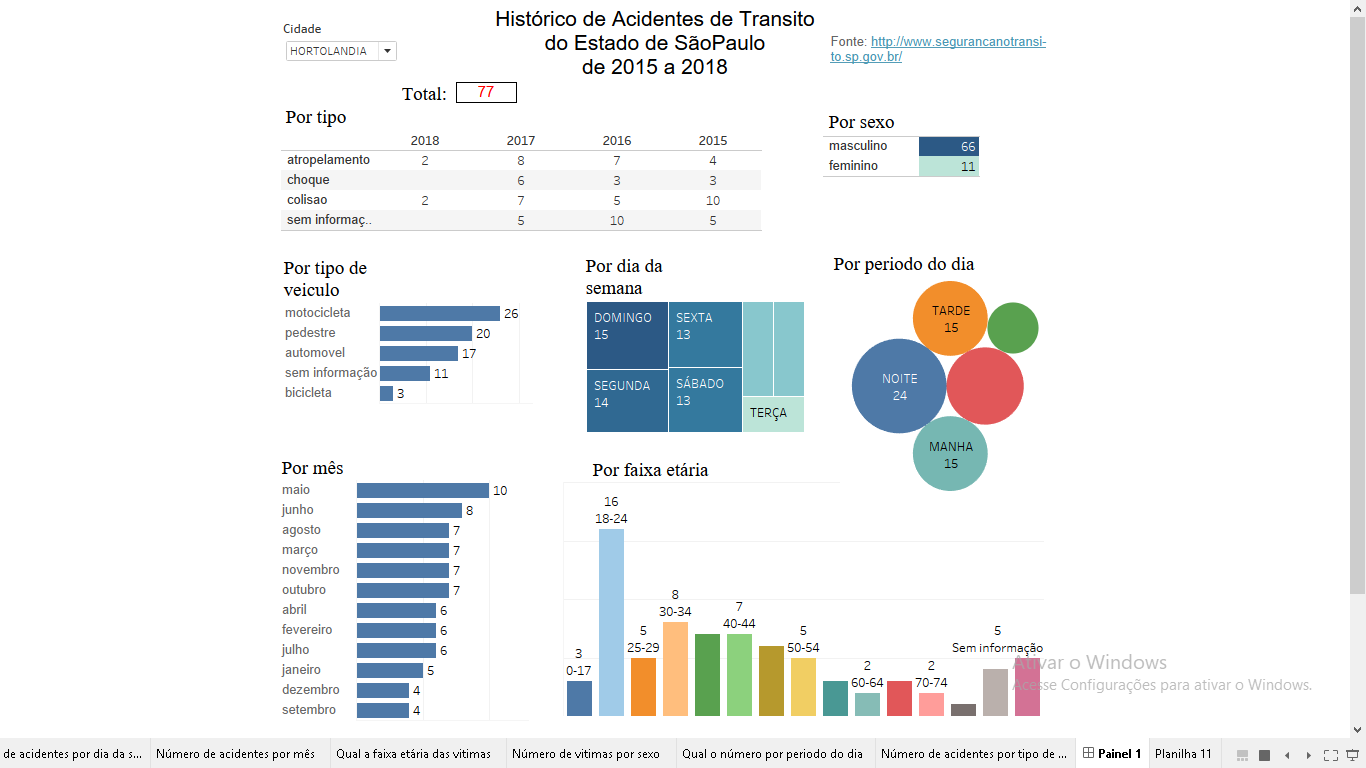 Histórico de Acidentes de Transito
do Estado de SãoPaulo
de 2015 a 2018
Cidade
HORTOLANDIA
Fonte: http://www.segurancanotransi-
to.sp.gov.br/
Total: 77
Por tipo
2018 2017 2016 2015
atropelamento 2 8 7 4
choque 6 3 3
colisao 2 7 5 10
sem informaç.. 5 10 5
Por sexo
masculino 66
feminino 11
Por tipo de
veiculo
motocicleta 26
pedestre 20
automovel 17
sem informação 11
bicicleta 3
Por dia da
semana
DOMINGO
15
SEXTA
13
SEGUNDA
14
SÁBADO
13
TERÇA
Por periodo do dia
TARDE
15
NOITE
24
MANHA
15
Por mês
maio 10
junho 8
agosto 7
março 7
novembro 7
outubro 7
abril 6
fevereiro 6
julho 6
janeiro 5
dezembro 4
setembro 4
Por faixa etária
3
0-17
16
18-24
5
25-29
8
30-34
7
40-44
5
50-54
2
60-64
2
70-74
5
Sem informação
Ativar o Windows
Acesse Configurações para ativar o Windows.
de acidentes por dia da s... Número de acidentes por mês Qual a faixa etária das vitimas Número de vitimas por sexo Qual o número por periodo do dia Número de acidentes por tipo de ... Painel 1 Planilha 11